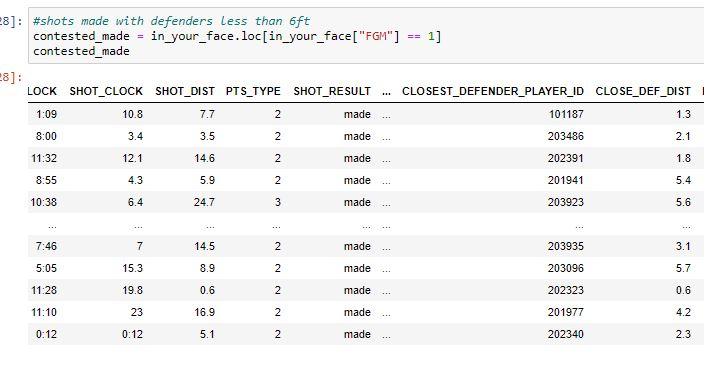 28]: #shots made with defenders less than 6ft
contested_made = in_your_face.loc[in_your_face["FGM"] == 1]
contested_made
28]:
LOCK SHOT_CLOCK SHOT_DIST PTS_TYPE SHOT_RESULT ... CLOSEST_DEFENDER_PLAYER_ID CLOSE_DEF_DIST
1:09 10.8 7.7 2 made ... 101187 1.3
8:00 3.4 3.5 2 made ... 203486 2.1
11:32 12.1 14.6 2 made ... 202391 1.8
8:55 4.3 5.9 2 made ... 201941 5.4
10:38 6.4 24.7 3 made ... 203923 5.6
... ... ... ... ... ... ... ...
7:46 7 14.5 2 made ... 203935 3.1
5:05 15.3 8.9 2 made ... 203096 5.7
11:28 19.8 0.6 2 made ... 202323 0.6
11:10 23 16.9 2 made ... 201977 4.2
0:12 0:12 5.1 2 made ... 202340 2.3